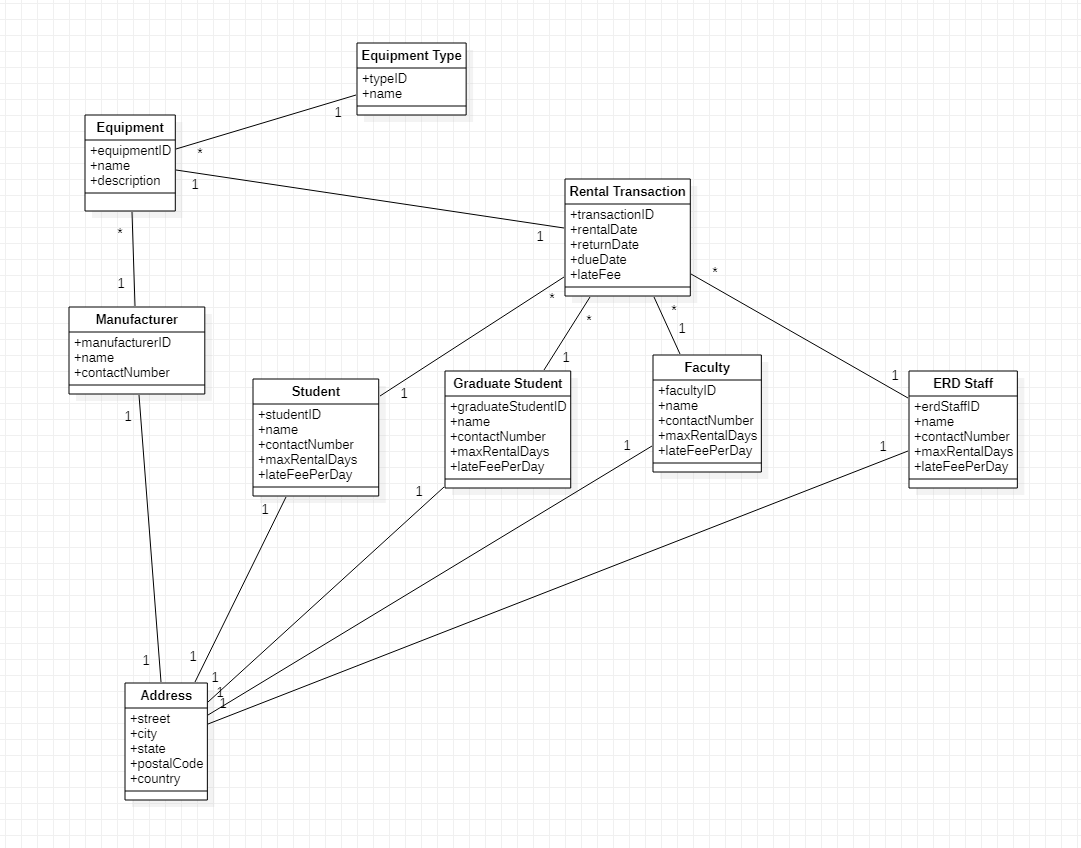 Equipment Type
+typeID
+name
1
Equipment
+equipmentID
+name
+description
*
1
Rental Transaction
+transactionID
+rentalDate
+returnDate
+dueDate
+lateFee
1
*
1
Manufacturer
+manufacturerID
+name
+contactNumber
*
*
*
*
1
1
1
1
Student
+studentID
+name
+contactNumber
+maxRentalDays
+lateFeePerDay
Graduate Student
+graduateStudentID
+name
+contactNumber
+maxRentalDays
+lateFeePerDay
Faculty
+facultyID
+name
+contactNumber
+maxRentalDays
+lateFeePerDay
ERD Staff
+erdStaffID
+name
+contactNumber
+maxRentalDays
+lateFeePerDay
1
1
1
1
1
1
1
1
1
1
Address
+street
+city
+state
+postalCode
+country